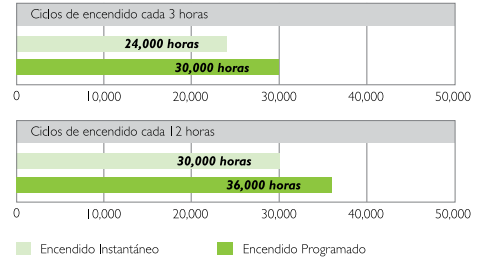 Ciclos de encendido cada 3 horas
24,000 horas
30,000 horas
0 10,000 20,000 30,000 40,000 50,000
Ciclos de encendido cada 12 horas
30,000 horas
36,000 horas
0 10,000 20,000 30,000 40,000 50,000
Encendido Instantáneo Encendido Programado